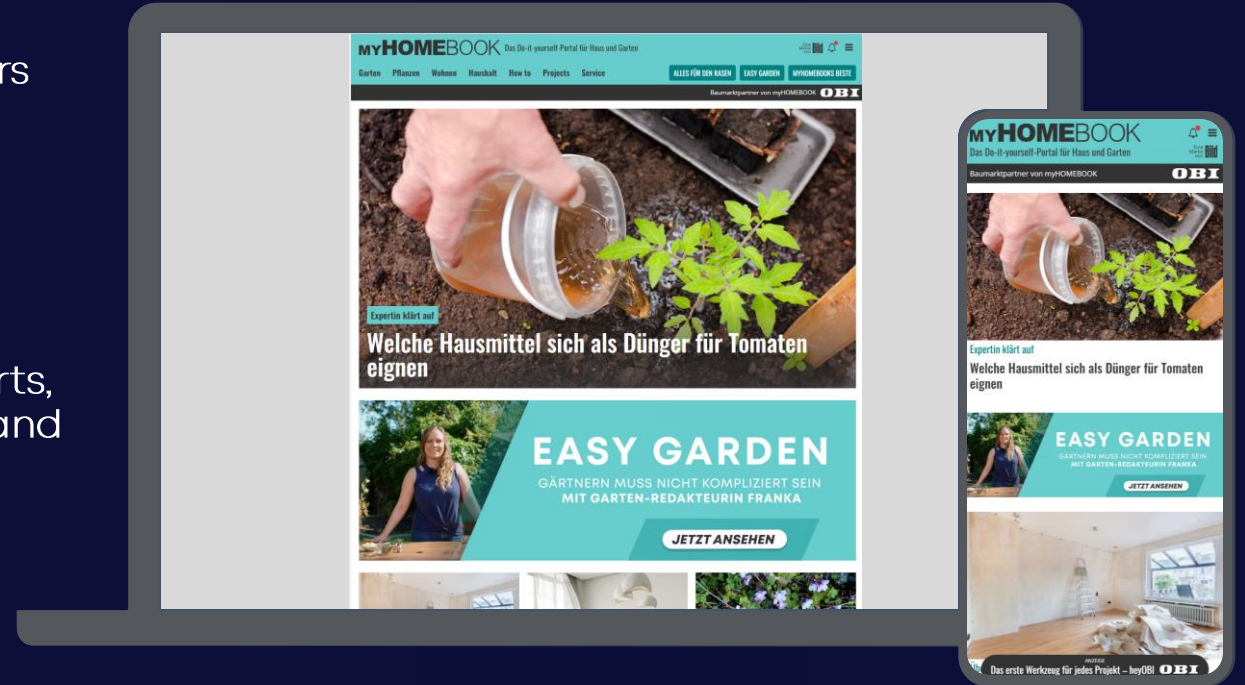 rs
rts,
and
MYHOMEBOOK Das Do-it-yourself-Portal für Haus und Garten
Bild
Garten Pflanzen Wohnen Haushalt How to Projects Service
ALLES FÜR DEN RASEN EASY GARDEN MYHOMEBOOKS BESTE
Baumarktpartner von myHOMEBOOK OBI
Expertin klärt auf
Welche Hausmittel sich als Dünger für Tomaten
eignen
EASY GARDEN
GÄRTNERN MUSS NICHT KOMPLIZIERT SEIN
MIT GARTEN-REDAKTEURIN FRANKA
JETZT ANSEHEN
MYHOMEBOOK
Das Do-it-yourself-Portal für Haus und Garten
Bild
Baumarktpartner von myHOMEBOOK OBI
Expertin klärt auf
Welche Hausmittel sich als Dünger für Tomaten
eignen
EASY GARDEN
GÄRTNERN MUSS NICHT KOMPLIZIERT SEIN
MIT GARTEN-REDAKTEURIN FRANKA
JETZT ANSEHEN
ANZEIGE
Das erste Werkzeug für jedes Projekt – heyOBI OBI